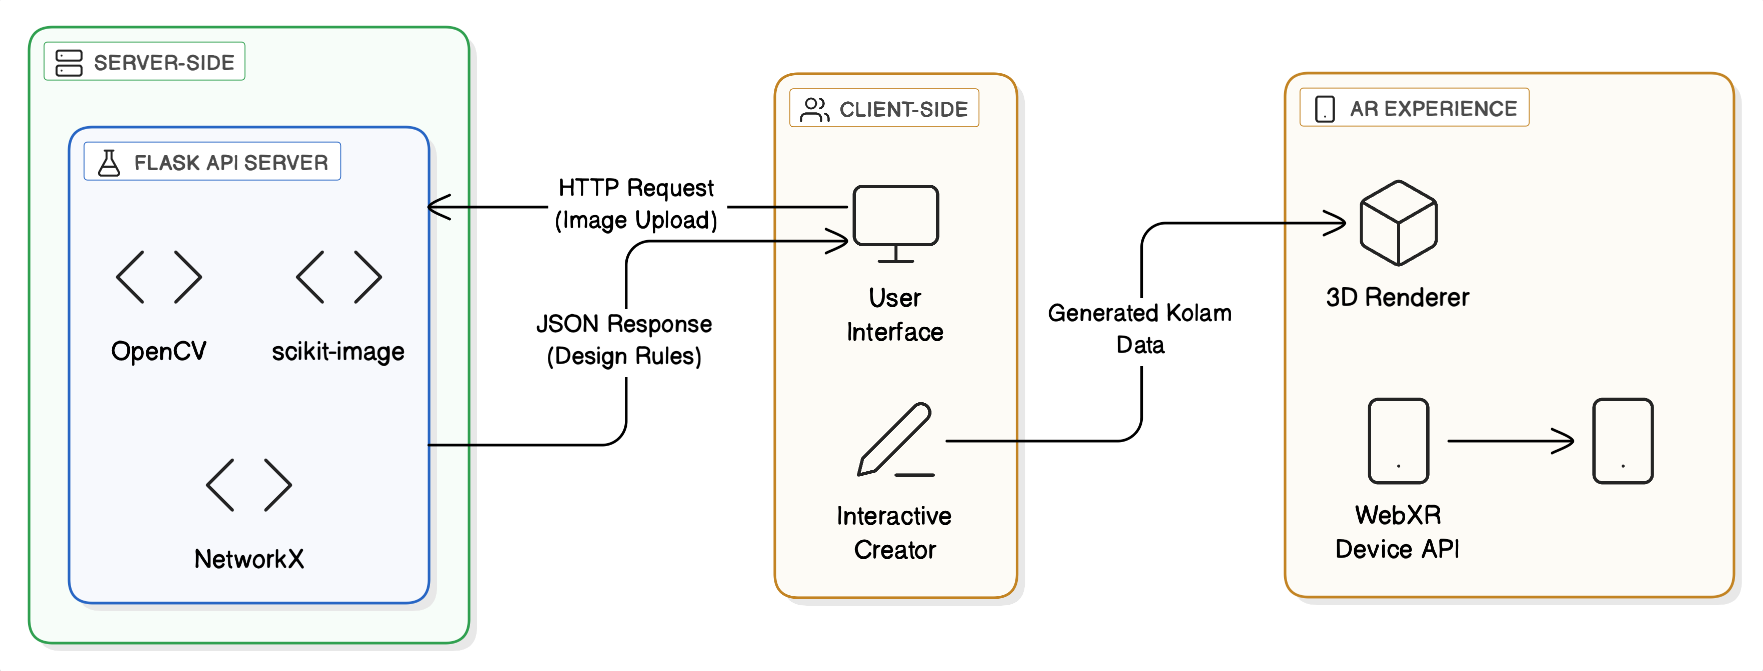 SERVER-SIDE
FLASK API SERVER
OpenCV
scikit-image
NetworkX
HTTP Request
(Image Upload)
JSON Response
(Design Rules)
CLIENT-SIDE
User
Interface
Interactive
Creator
Generated Kolam
Data
AR EXPERIENCE
3D Renderer
WebXR
Device API